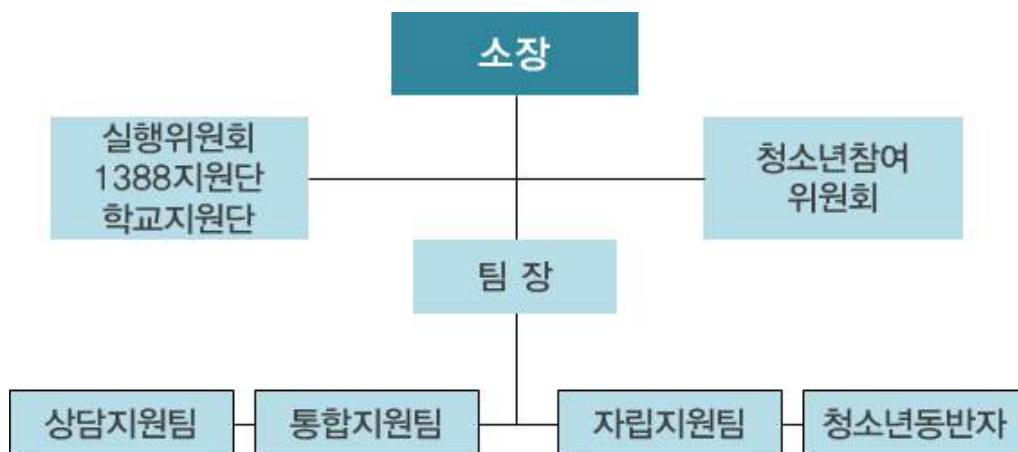 소장
실행위원회
1388지원단
학교지원단
청소년참여
위원회
팀 장
상담지원팀
통합지원팀
자립지원팀
청소년동반자